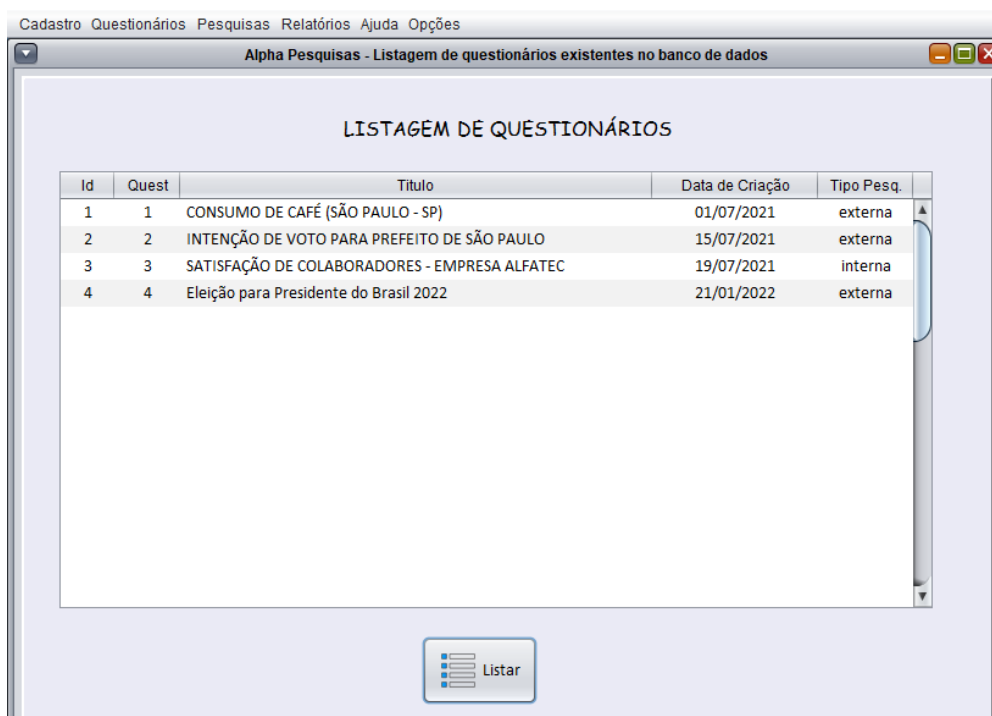 Cadastro Questionários Pesquisas Relatórios Ajuda Opções
Alpha Pesquisas - Listagem de questionários existentes no banco de dados
LISTAGEM DE QUESTIONÁRIOS
Id Quest Titulo Data de Criação Tipo Pesq.
1 1 CONSUMO DE CAFÉ (SÃO PAULO - SP) 01/07/2021 externa
2 2 INTENÇÃO DE VOTO PARA PREFEITO DE SÃO PAULO 15/07/2021 externa
3 3 SATISFAÇÃO DE COLABORADORES - EMPRESA ALFATEC 19/07/2021 interna
4 4 Eleição para Presidente do Brasil 2022 21/01/2022 externa
Listar